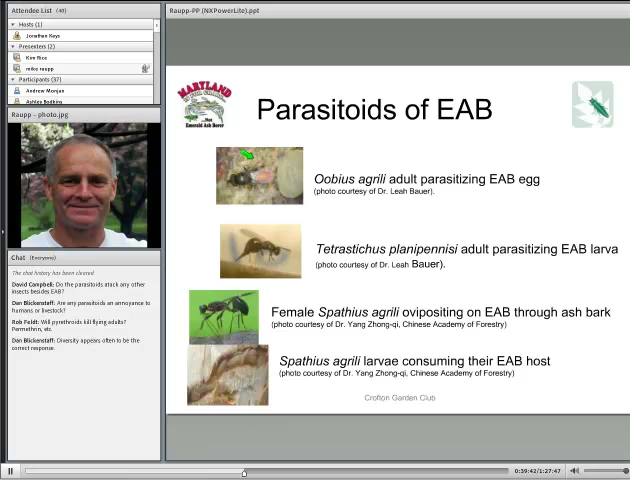 Attendee List (40)
Hosts (1)
Jonathan Kays
Presenters (2)
Kim Rice
mike raupp
Participants (37)
Andrew Monjan
Ashley Bodkins
Raupp - photo.jpg
Chat (Everyone)
The chat history has been cleared
David Campbell: Do the parasitoids attack any
other insects besides EAB?
Dan Blickenstaff: Are any parasitoids an annoyance to
humans or livestock?
Rob Feldt: Will pyrethroids kill flying adults?
Permethin, etc.
Dan Blickenstaff: Diversity appears often to be the
correct response.
Raupp-PP (NXPowerLite).ppt
MARYLAND
...Not
Emerald Ash Borer
Parasitoids of EAB
Oobius agrili adult parasitizing EAB egg
(photo courtesy of Dr. Leah Bauer).
Tetrastichus planipennisi adult parasitizing EAB larva
(photo courtesy of Dr. Leah Bauer).
Female Spathius agrili ovipositing on EAB through ash bark
(photo courtesy of Dr. Yang Zhong-qi, Chinese Academy of Forestry)
Spathius agrili larvae consuming their EAB host
(photo courtesy of Dr. Yang Zhong-qi, Chinese Academy of Forestry)
Crofton Garden Club
0:39:42/1:27:47